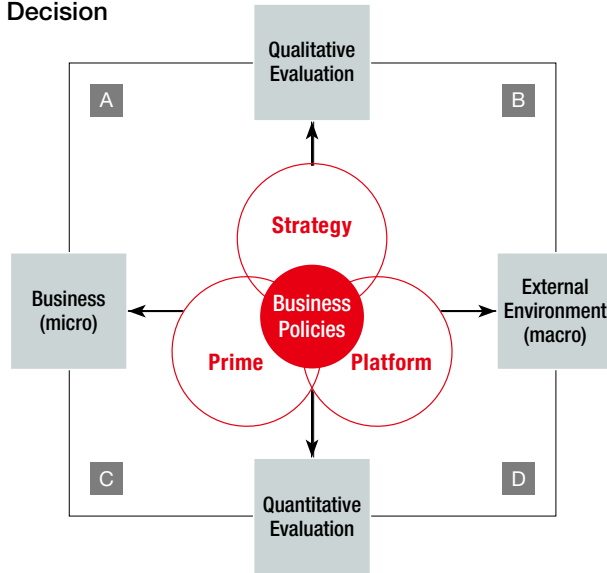 Decision
Qualitative
Evaluation
A
B
Strategy
Business
(micro)
Business
Policies
External
Environment
(macro)
Prime
Platform
C
D
Quantitative
Evaluation